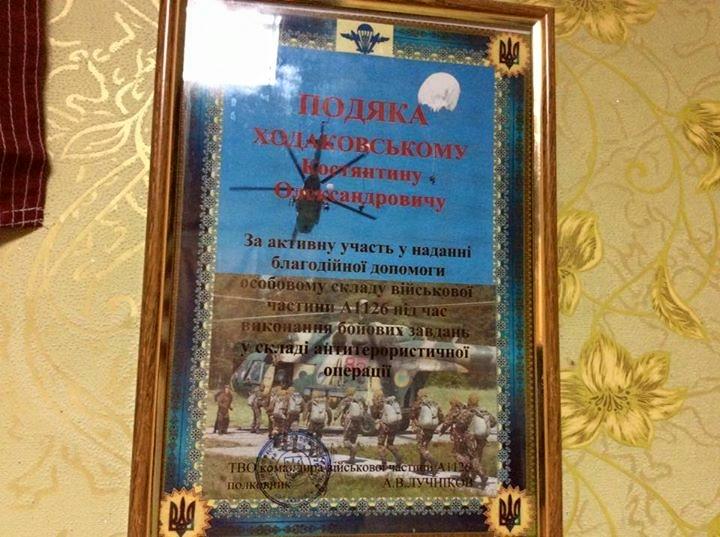 ПОДЯКА
ХОДАКОВСЬКОМУ
Костянтину
Олександровичу
За активну участь у наданні
благодійної допомоги
особовому складу військової
частини А1126 під час
виконання бойових завдань
у складі антитерористичної
операції
ТВО командира військової частини А1126
полковник А.В.ЛУЧНІКОВ